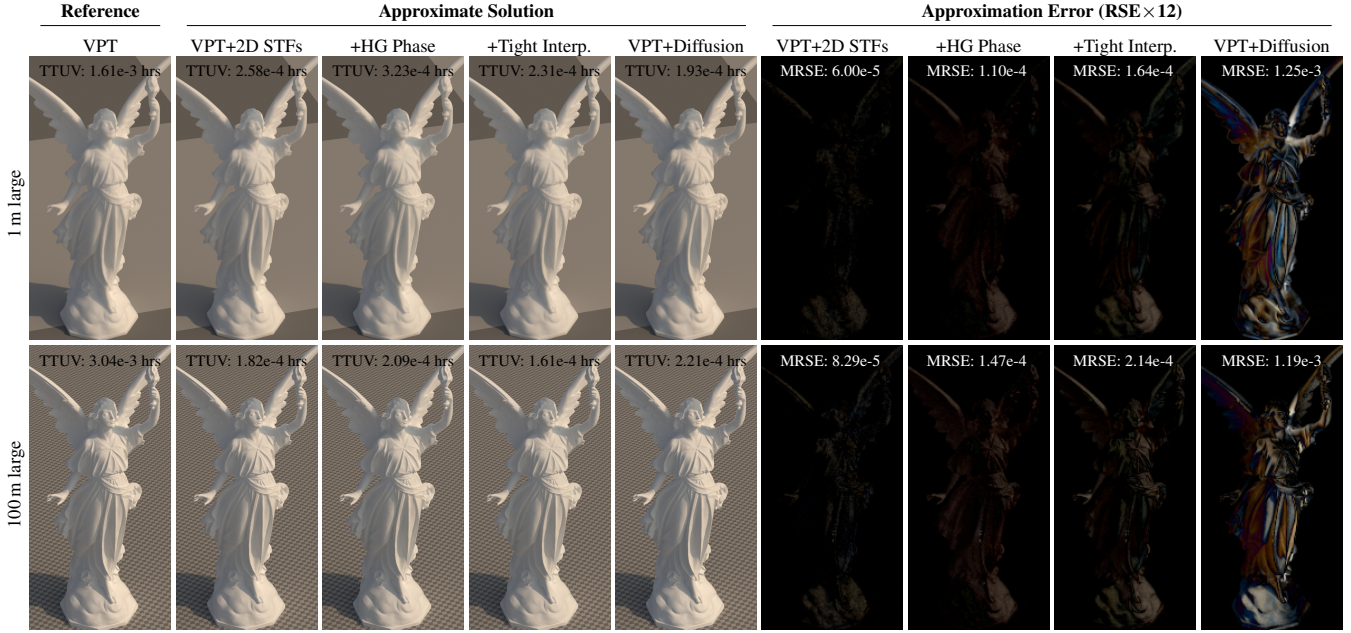 Reference Approximate Solution Approximation Error (RSE×12)
VPT VPT+2D STFs +HG Phase +Tight Interp. VPT+Diffusion VPT+2D STFs +HG Phase +Tight Interp. VPT+Diffusion
TTUV: 1.61e-3 hrs TTUV: 2.58e-4 hrs TTUV: 3.23e-4 hrs TTUV: 2.31e-4 hrs TTUV: 1.93e-4 hrs MRSE: 6.00e-5 MRSE: 1.10e-4 MRSE: 1.64e-4 MRSE: 1.25e-3
1 m large
TTUV: 3.04e-3 hrs TTUV: 1.82e-4 hrs TTUV: 2.09e-4 hrs TTUV: 1.61e-4 hrs TTUV: 2.21e-4 hrs MRSE: 8.29e-5 MRSE: 1.47e-4 MRSE: 2.14e-4 MRSE: 1.19e-3
100 m large